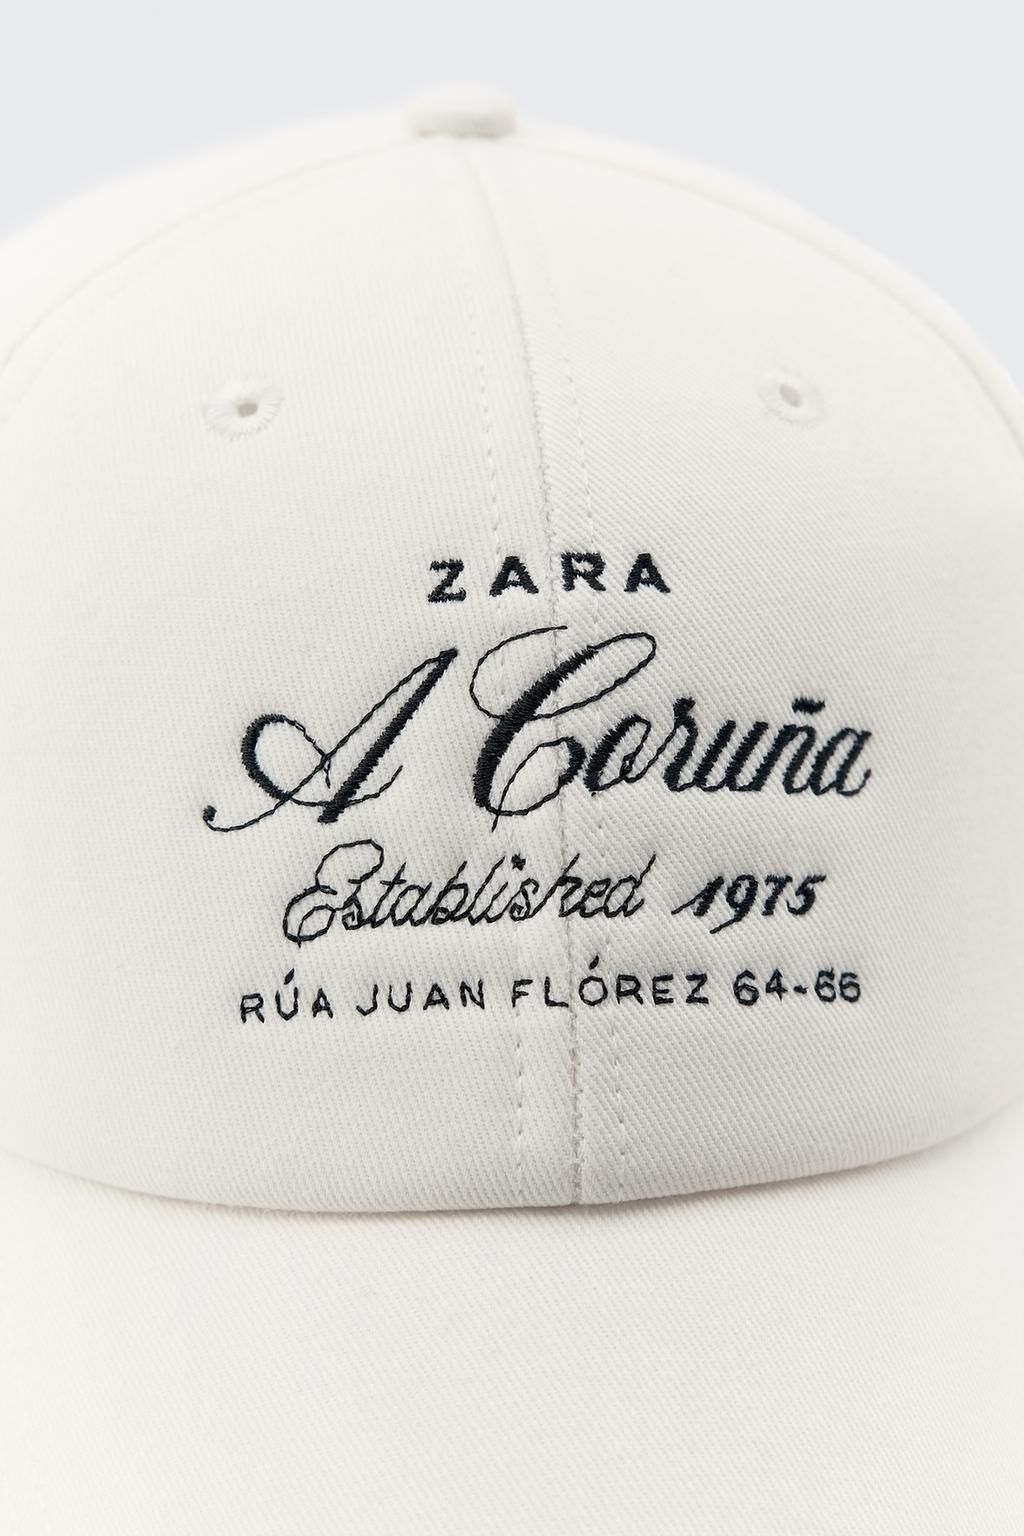 ZARA
A Coruña
Established 1975
RÚA JUAN FLÓREZ 64-66